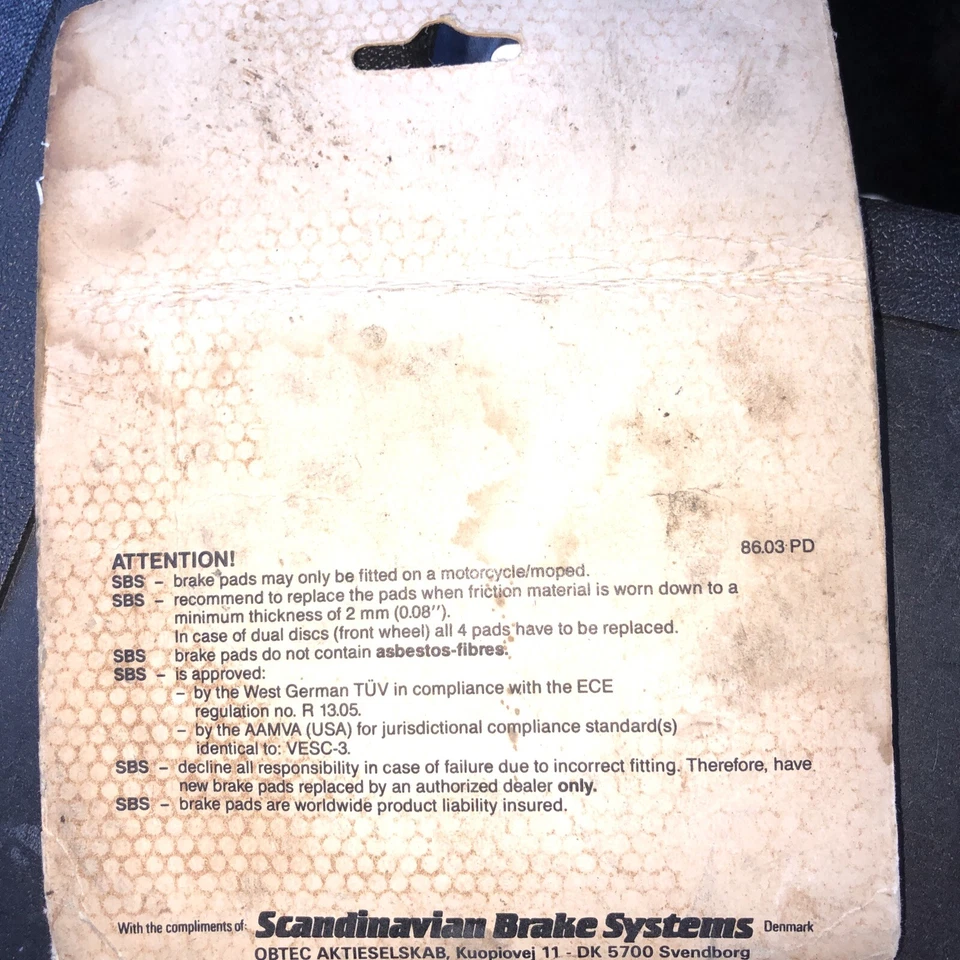 86.03 PD
ATTENTION!
SBS – brake pads may only be fitted on a motorcycle/moped.
SBS – recommend to replace the pads when friction material is worn down to a
minimum thickness of 2 mm (0.08″).
In case of dual discs (front wheel) all 4 pads have to be replaced.
SBS brake pads do not contain asbestos-fibres.
SBS – is approved:
– by the West German TÜV in compliance with the ECE
regulation no. R 13.05.
– by the AAMVA (USA) for jurisdictional compliance standard(s)
identical to: VESC-3.
SBS – decline all responsibility in case of failure due to incorrect fitting. Therefore, have
new brake pads replaced by an authorized dealer only.
SBS – brake pads are worldwide product liability insured.
With the compliments of: Scandinavian Brake Systems Denmark
OBTEC AKTIESELSKAB, Kuopiovej 11 - DK 5700 Svendborg